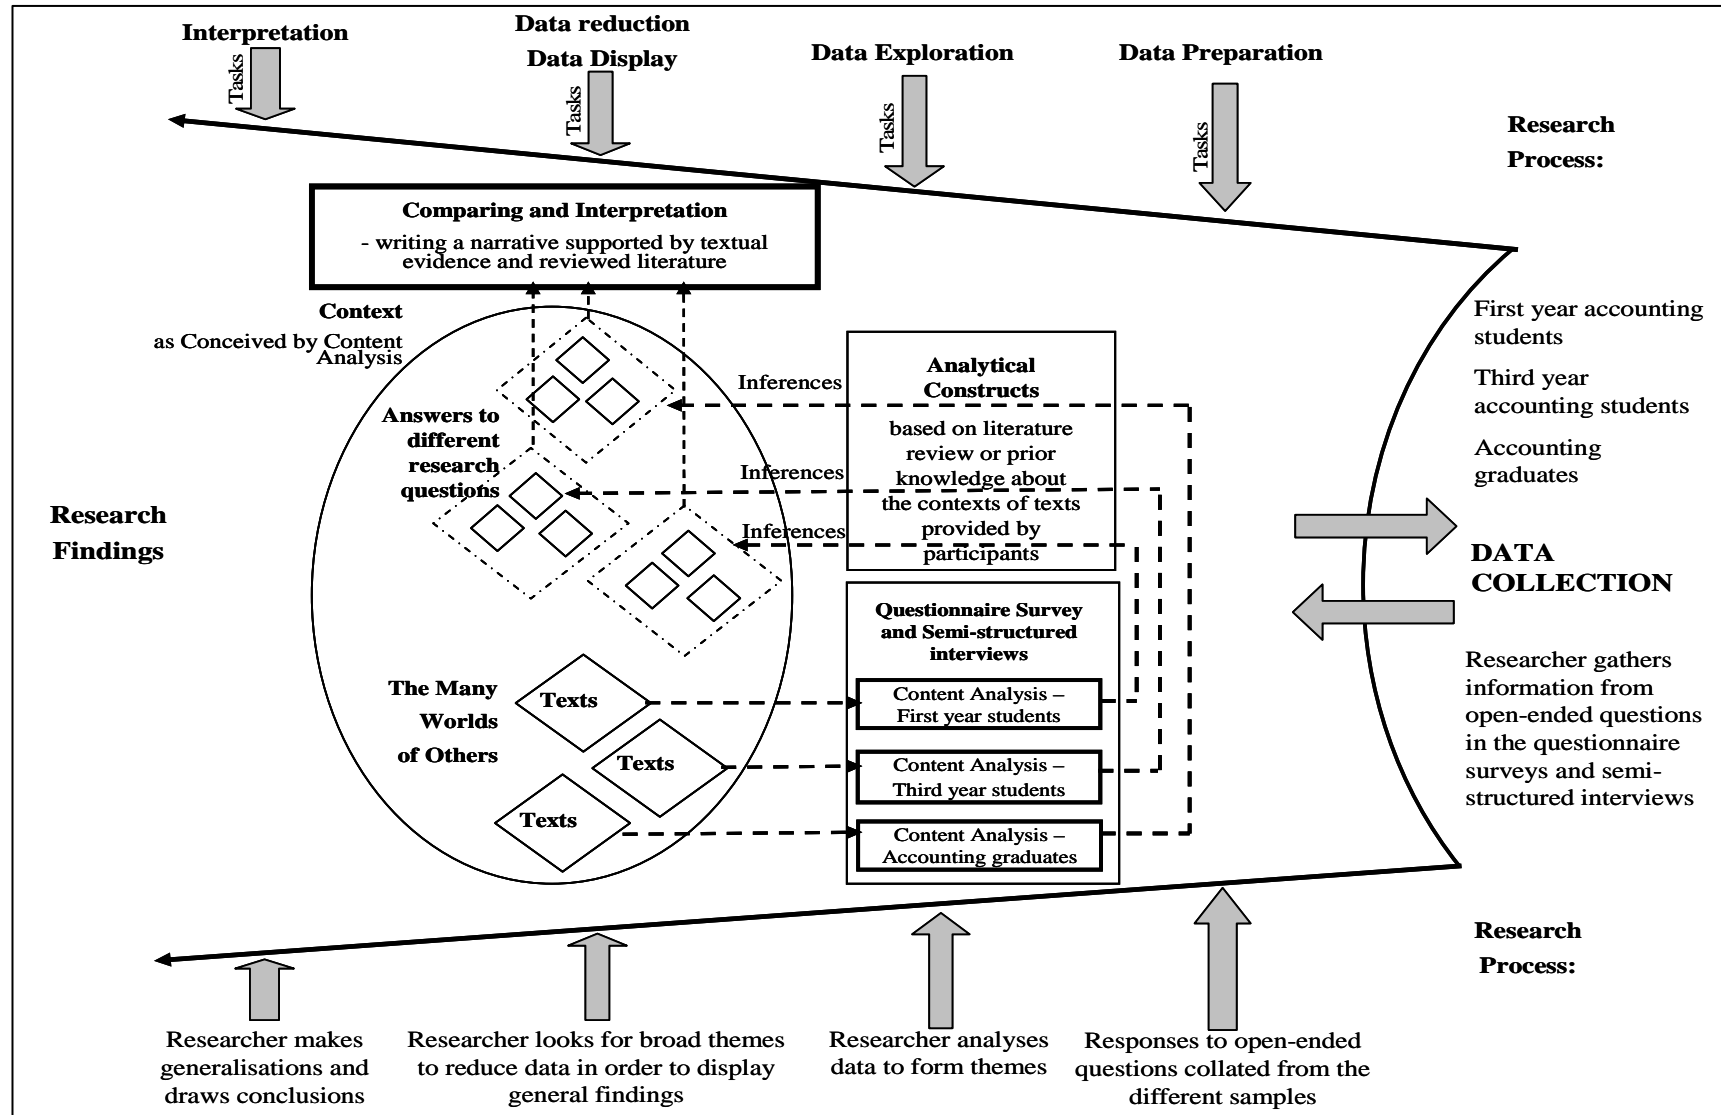 Interpretation
Data reduction
Data Display
Data Exploration
Data Preparation
Tasks
Tasks
Tasks
Tasks
Research
Process:
Comparing and Interpretation
- writing a narrative supported by textual
evidence and reviewed literature
Context
as Conceived by Content
Analysis
Answers to
different
research
questions
Inferences
Inferences
Inferences
Analytical
Constructs
based on literature
review or prior
knowledge about
the contexts of texts
provided by
participants
First year accounting
students
Third year
accounting students
Accounting
graduates
Research
Findings
DATA
COLLECTION
Questionnaire Survey
and Semi-structured
interviews
The Many
Worlds
of Others
Texts
Texts
Texts
Content Analysis –
First year students
Content Analysis –
Third year students
Content Analysis –
Accounting graduates
Researcher gathers
information from
open-ended questions
in the questionnaire
surveys and semi-
structured interviews
Research
Process:
Researcher makes
generalisations and
draws conclusions
Researcher looks for broad themes
to reduce data in order to display
general findings
Researcher analyses
data to form themes
Responses to open-ended
questions collated from the
different samples